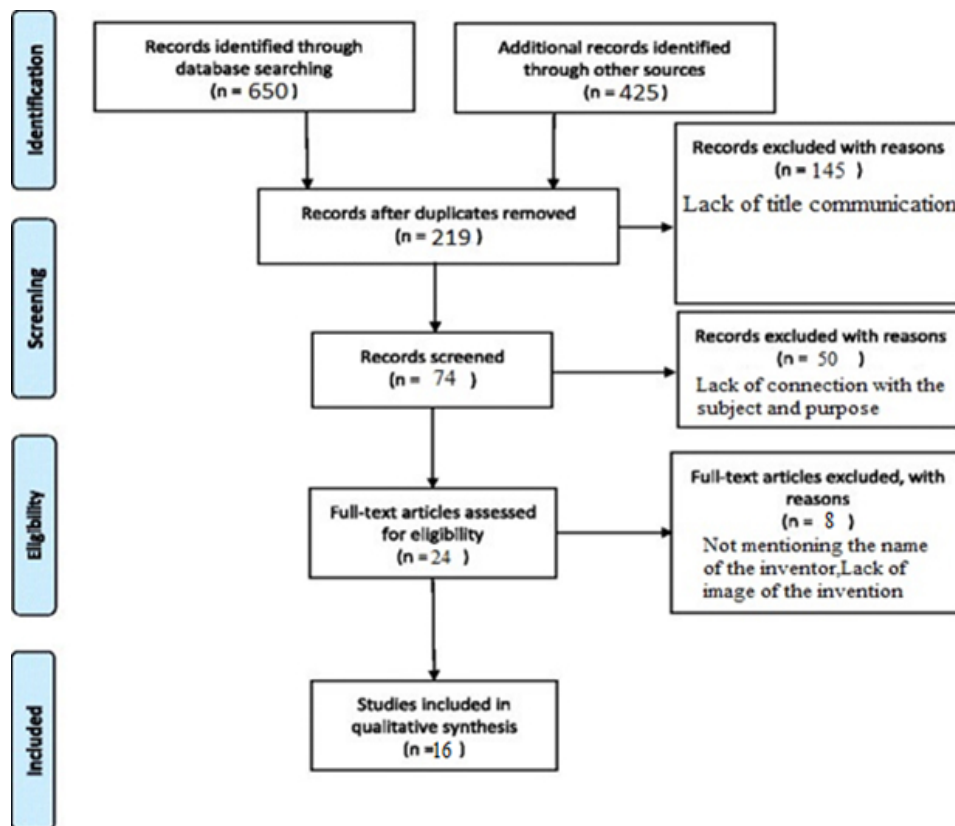 Identification
Records identified through
database searching
(n = 650)
Additional records identified
through other sources
(n = 425)
Records excluded with reasons
(n = 145 )
Lack of title communication
Records after duplicates removed
(n = 219 )
Screening
Records screened
(n = 74 )
Records excluded with reasons
(n = 50 )
Lack of connection with the
subject and purpose
Eligibility
Full-text articles assessed
for eligibility
(n =24 )
Full-text articles excluded, with
reasons
(n = 8 )
Not mentioning the name
of the inventor,Lack of
image of the invention
Included
Studies included in
qualitative synthesis
(n =16 )